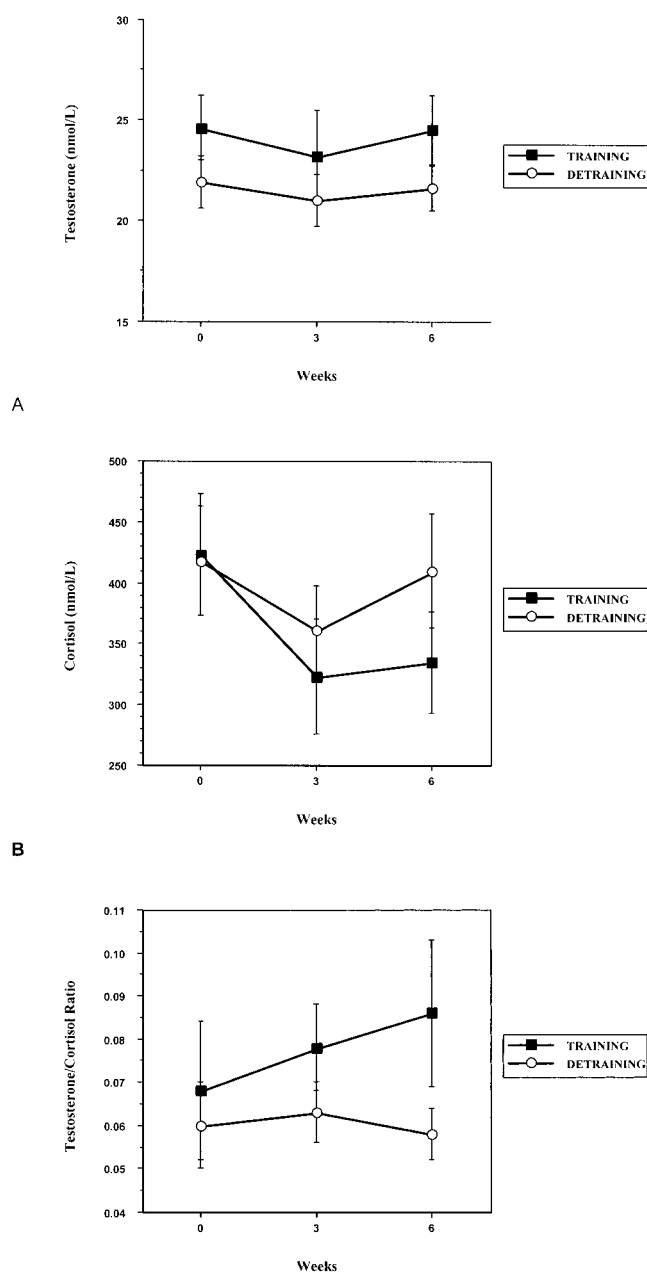 30
25
20
15
Testosterone (nmol/L)
0 3 6
Weeks
TRAINING
DETRAINING
A
500
450
400
350
300
250
Cortisol (nmol/L)
0 3 6
Weeks
TRAINING
DETRAINING
B
0.11
0.10
0.09
0.08
0.07
0.06
0.05
0.04
Testosterone/Cortisol Ratio
0 3 6
Weeks
TRAINING
DETRAINING